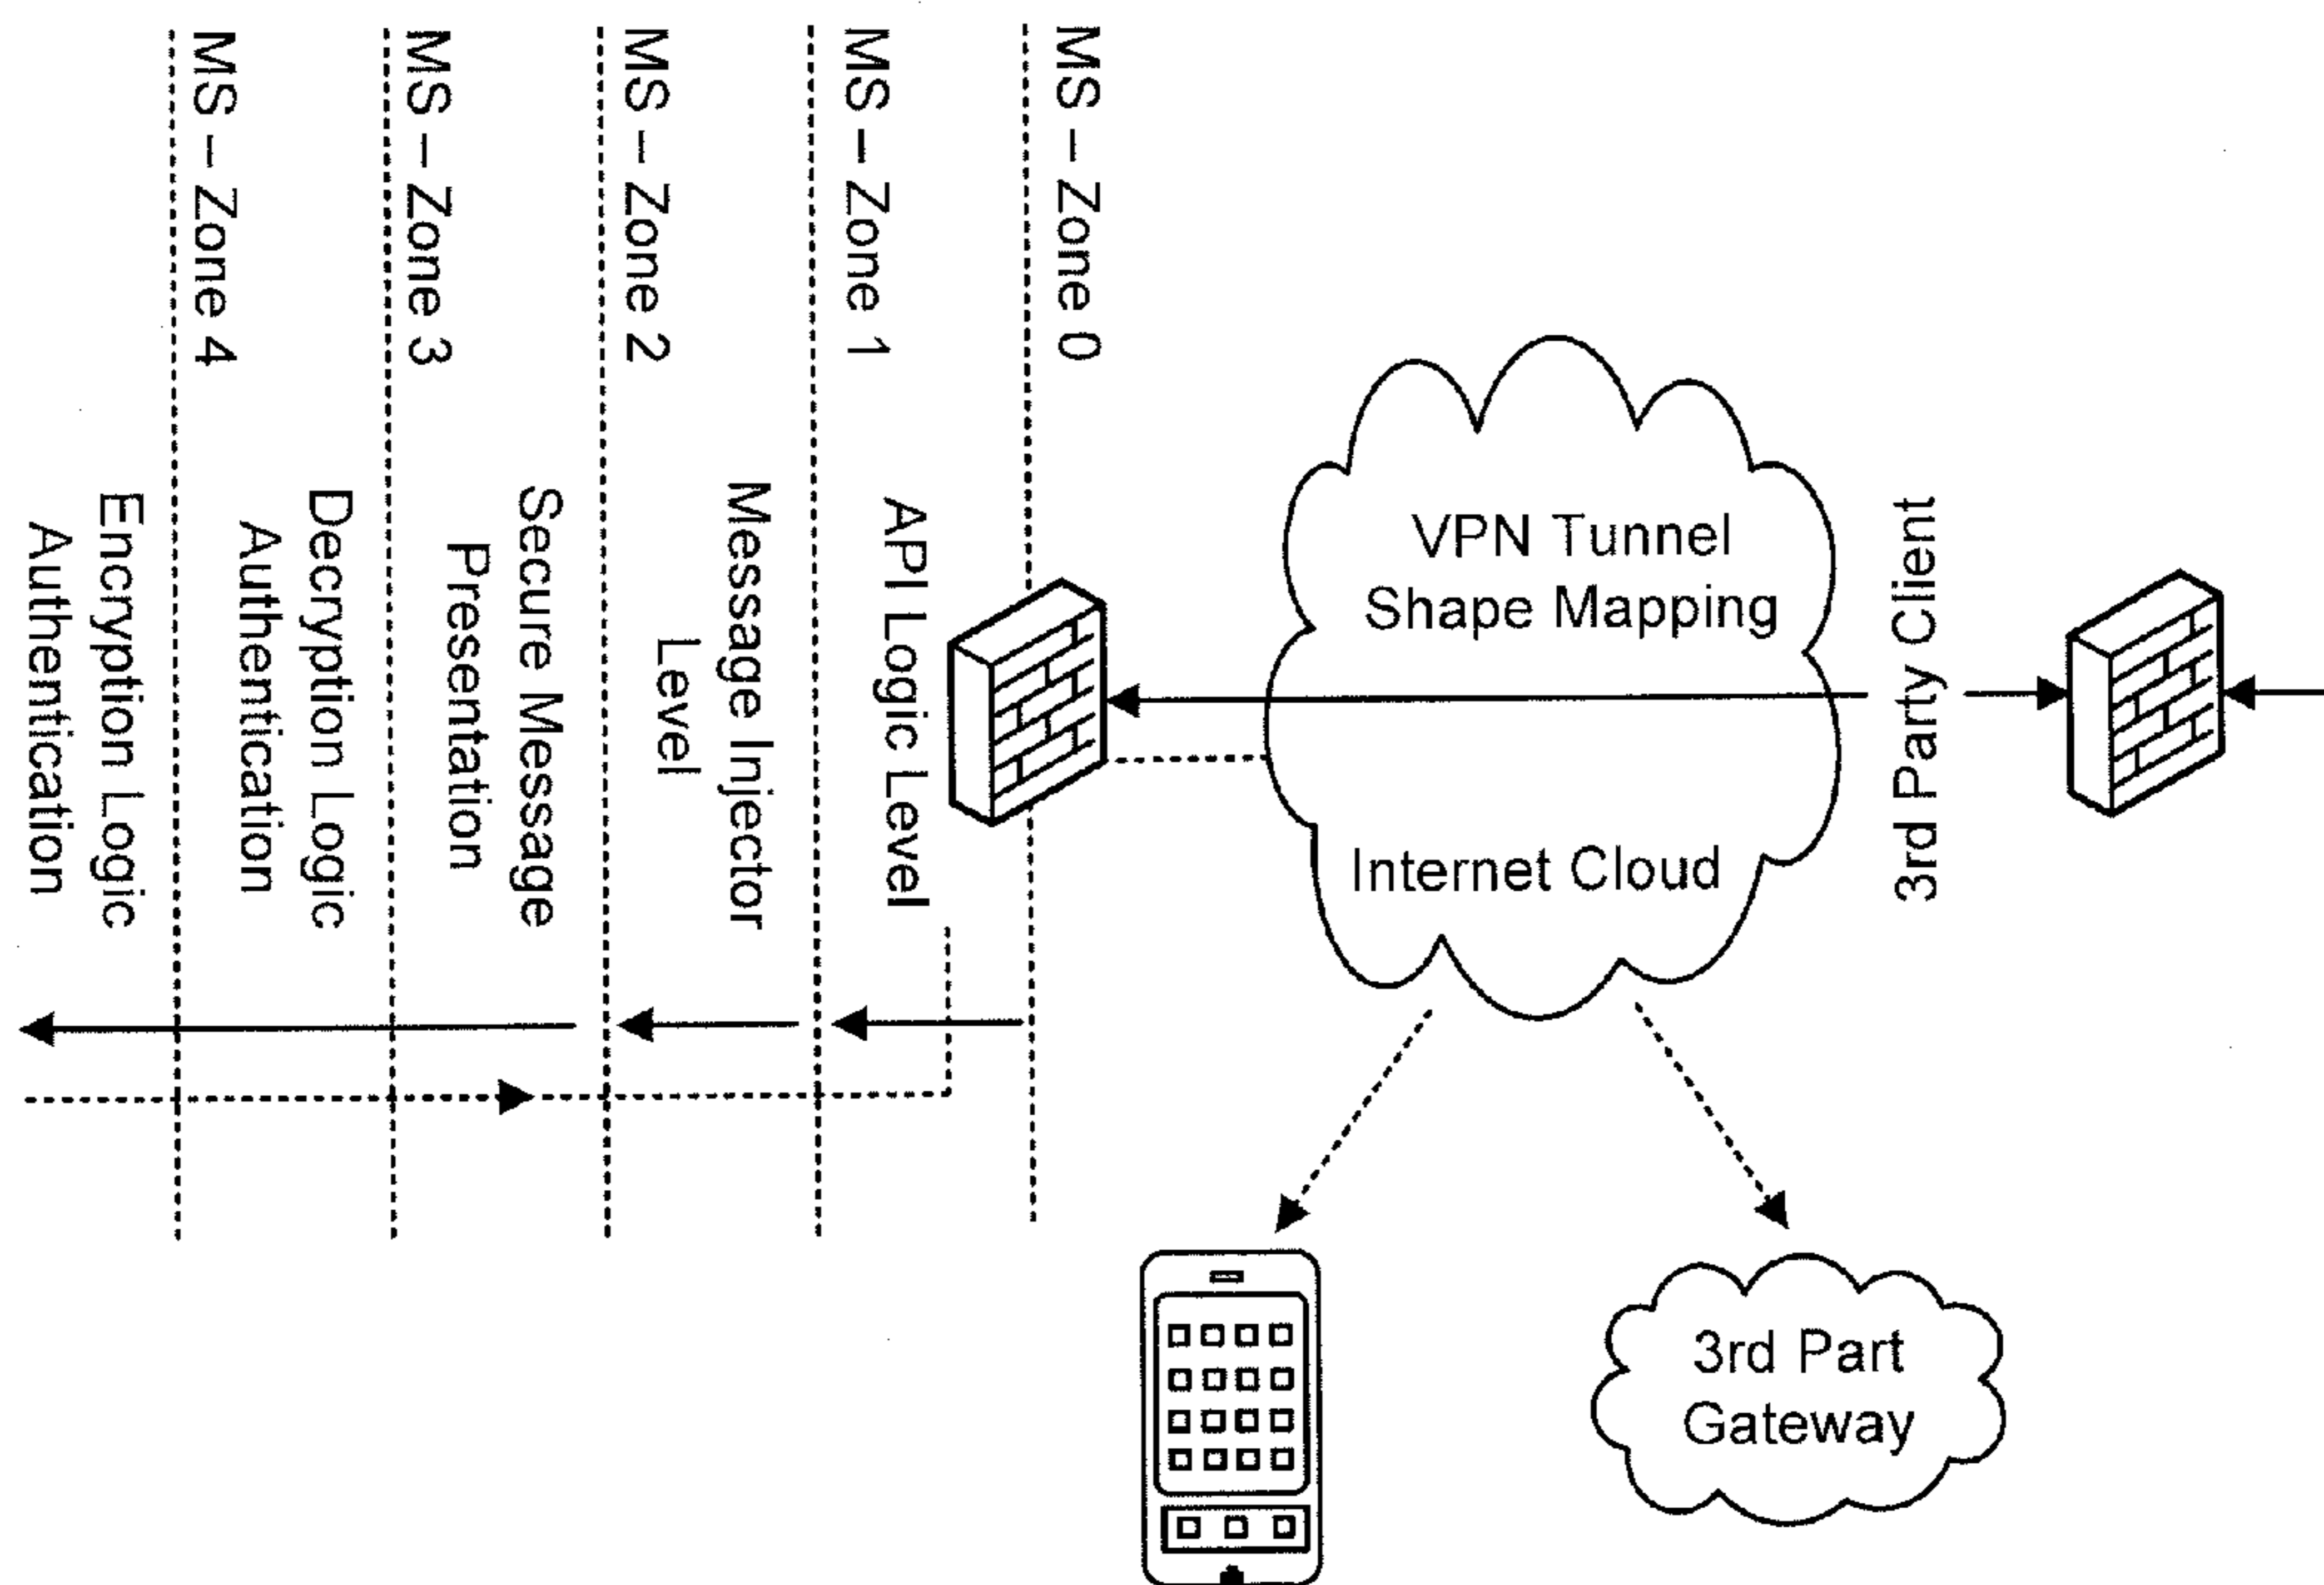 MS – Zone 4
MS – Zone 3
MS – Zone 2
MS – Zone 1
MS – Zone 0
Encryption Logic
Authentication
Decryption Logic
Authentication
Secure Message
Presentation
Message Injector
Level
API Logic Level
VPN Tunnel
Shape Mapping
Internet Cloud
3rd Party Client
3rd Part
Gateway